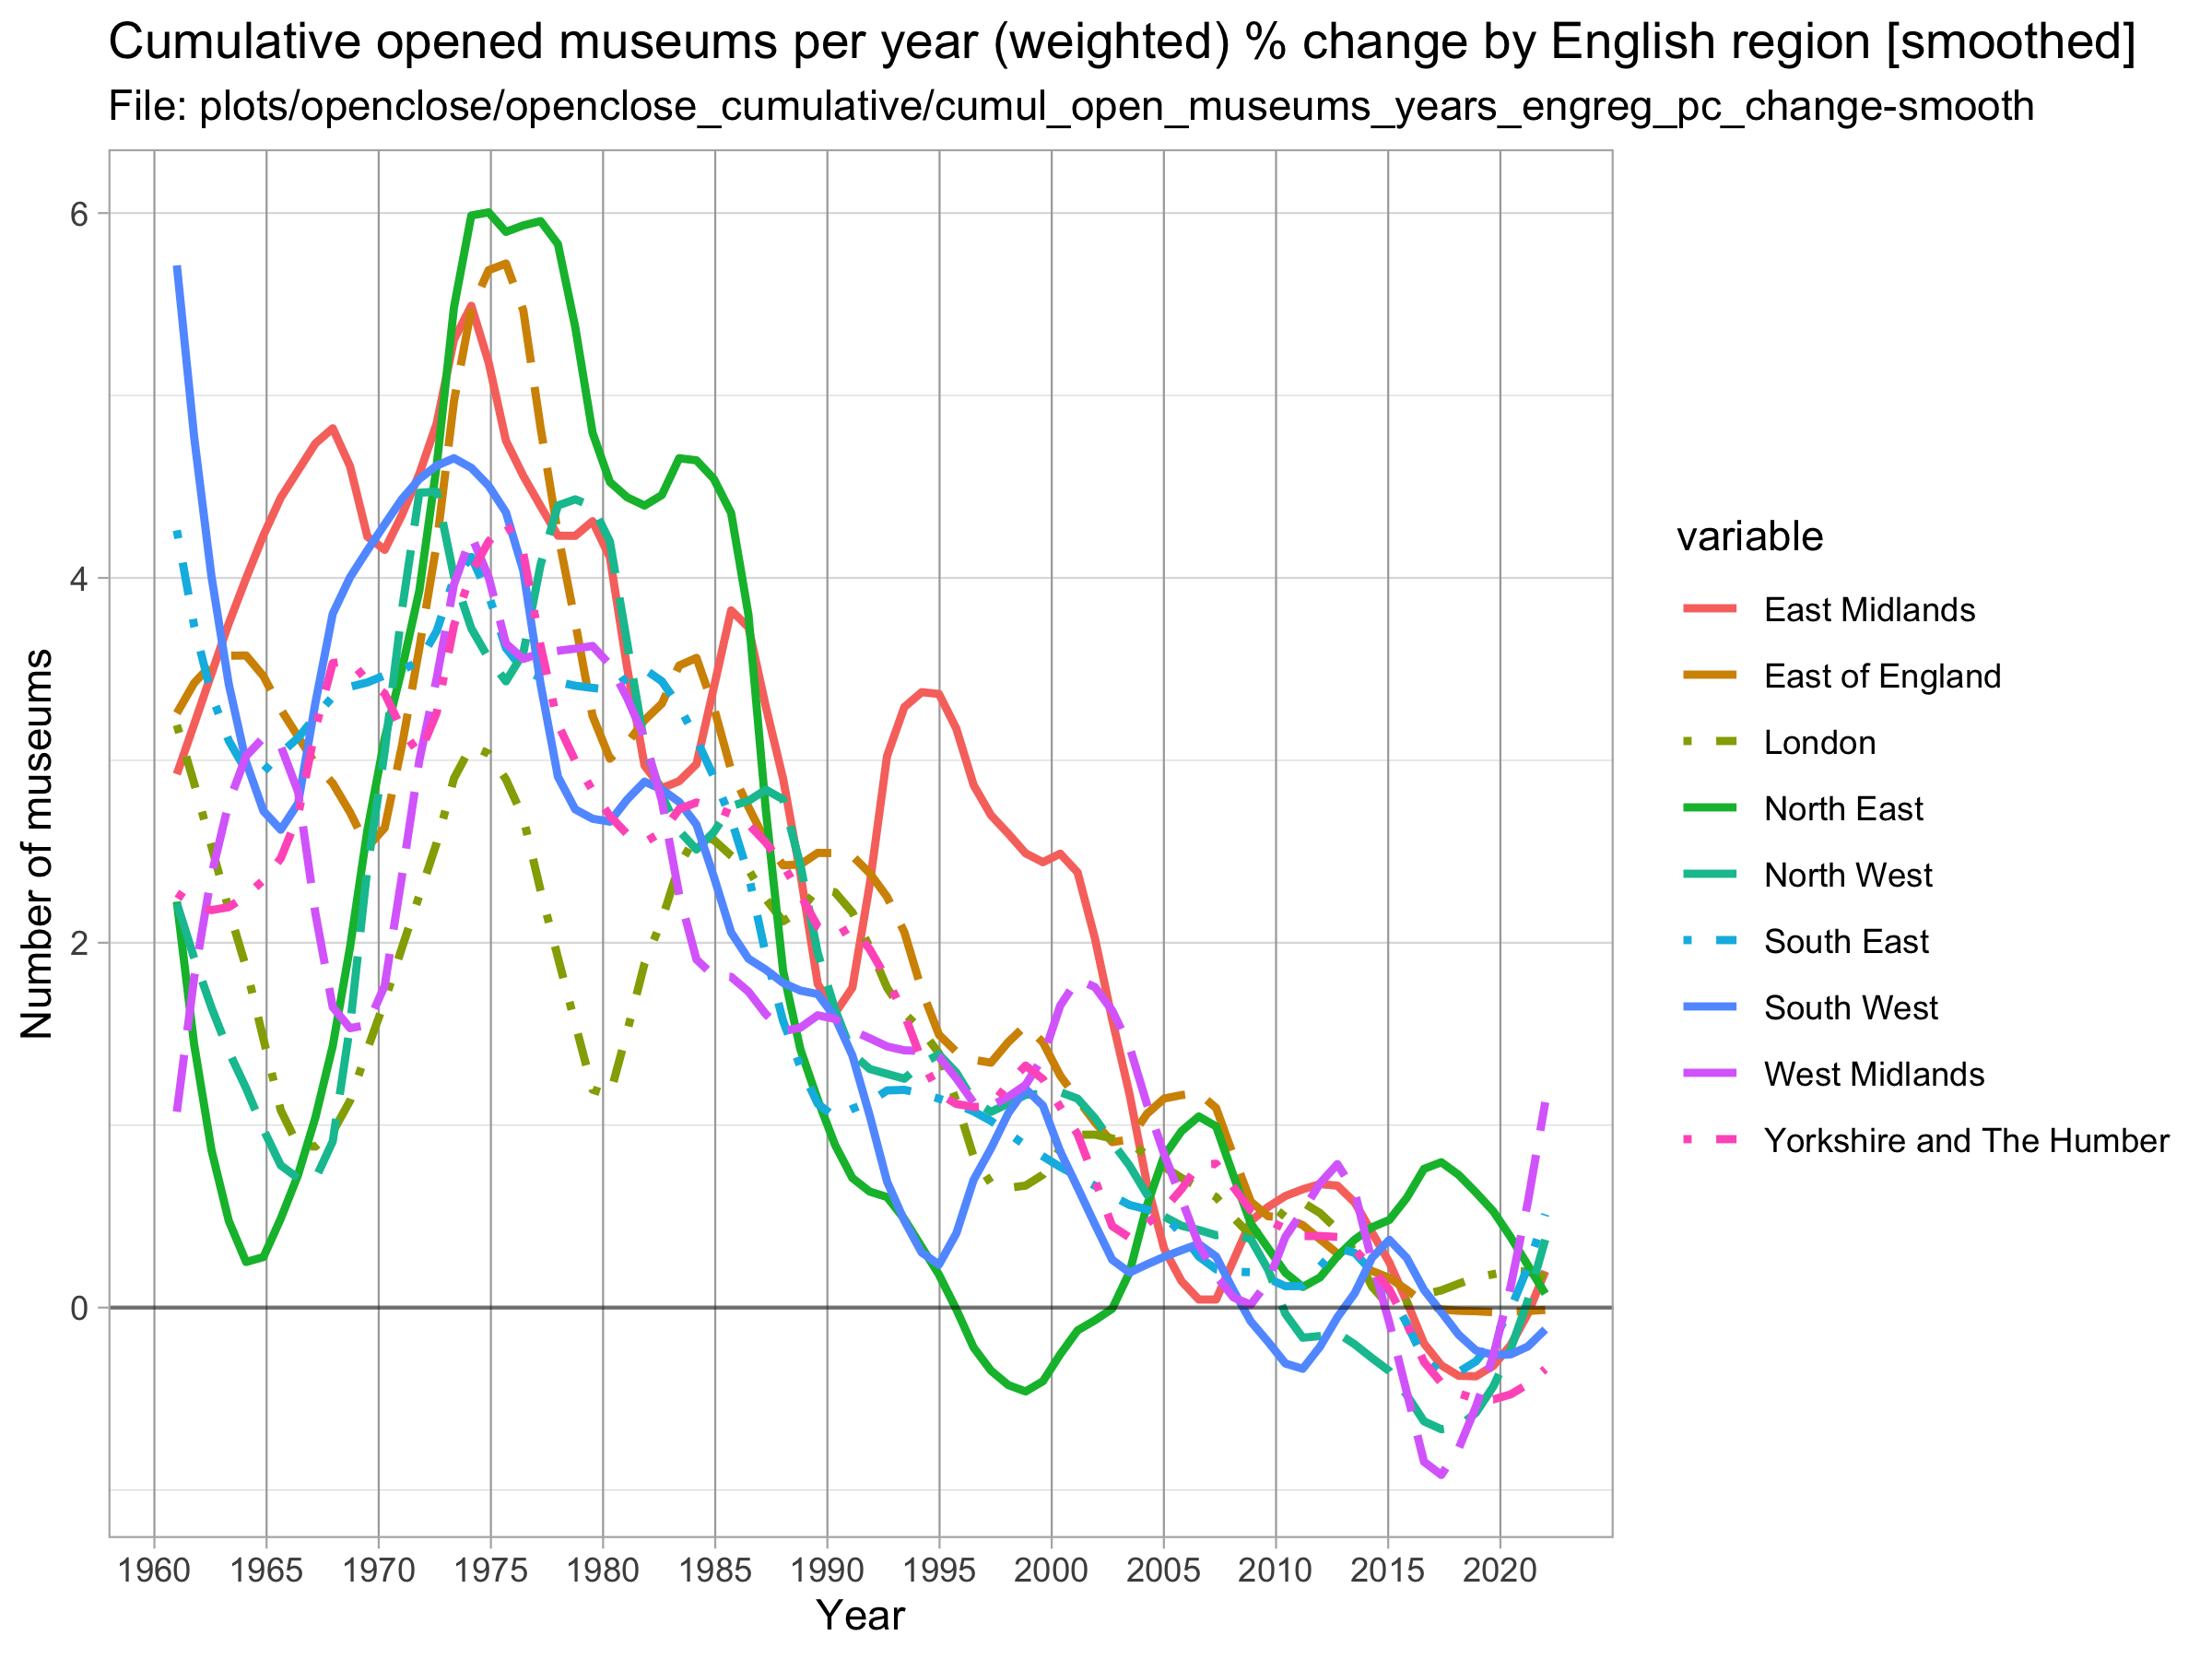 Cumulative opened museums per year (weighted) % change by English region [smoothed]
File: plots/openclose/openclose_cumulative/cumul_open_museums_years_engreg_pc_change-smooth
Number of museums
6
4
2
0
1960 1965 1970 1975 1980 1985 1990 1995 2000 2005 2010 2015 2020
Year
variable
East Midlands
East of England
London
North East
North West
South East
South West
West Midlands
Yorkshire and The Humber